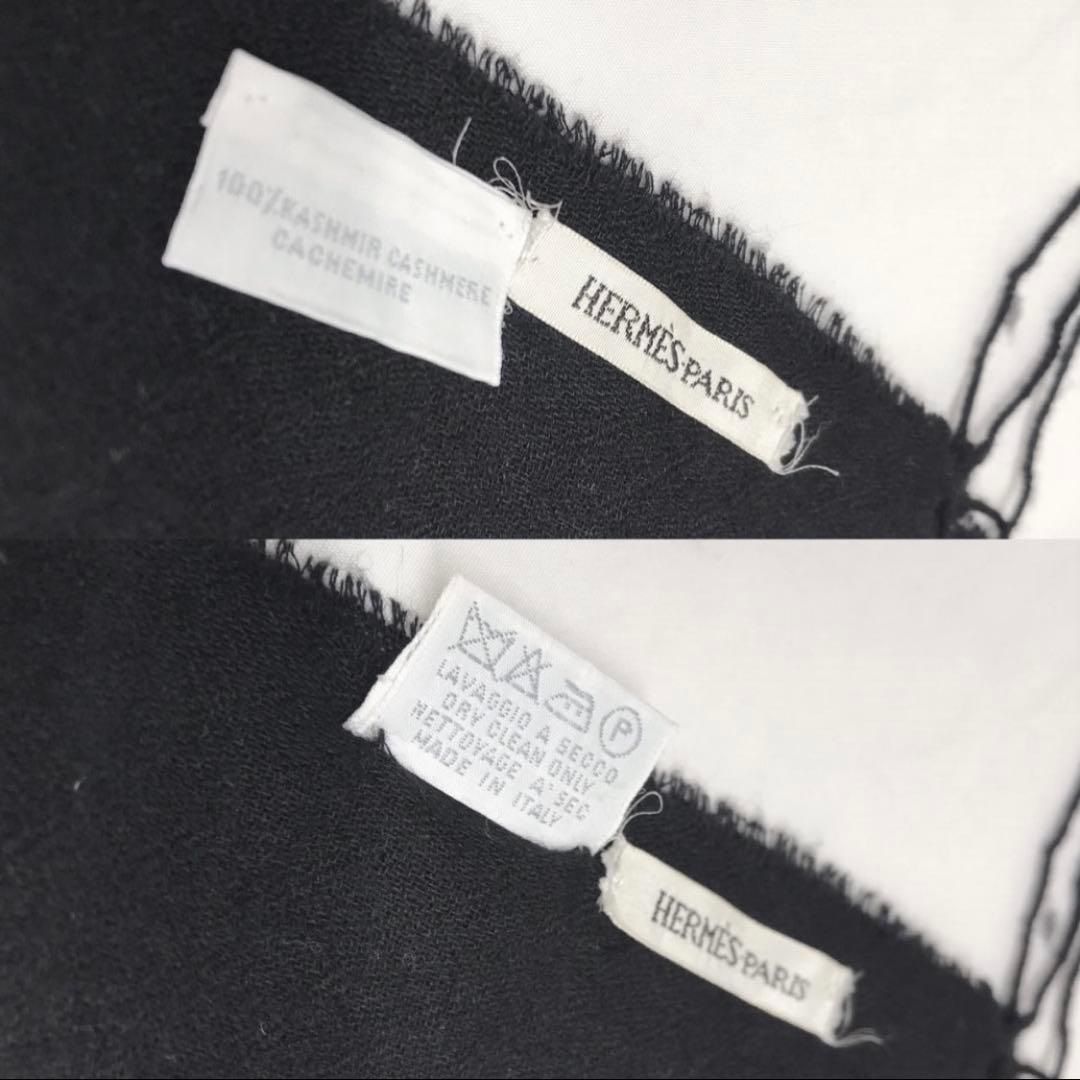 100% KASHMIR CASHMERE
CACHEMIRE
HERMÈS-PARIS
P
LAVAGGIO A SECCO
DRY CLEAN ONLY
NETTOYAGE A' SEC
MADE IN ITALY
HERMÈS-PARIS